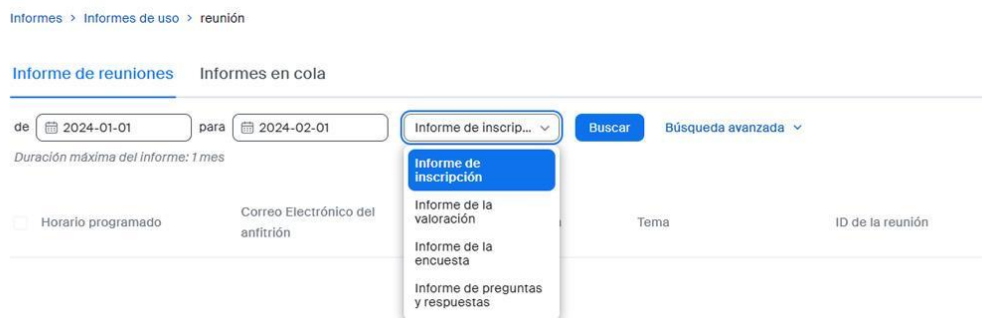 Informes > Informes de uso > reunión
Informe de reuniones Informes en cola
de 2024-01-01 para 2024-02-01 Informe de inscrip... Buscar Búsqueda avanzada
Duración máxima del informe: 1 mes
Informe de
inscripción
Informe de la
valoración
Informe de la
encuesta
Informe de preguntas
y respuestas
Horario programado
Correo Electrónico del
anfitrión
Tema
ID de la reunión